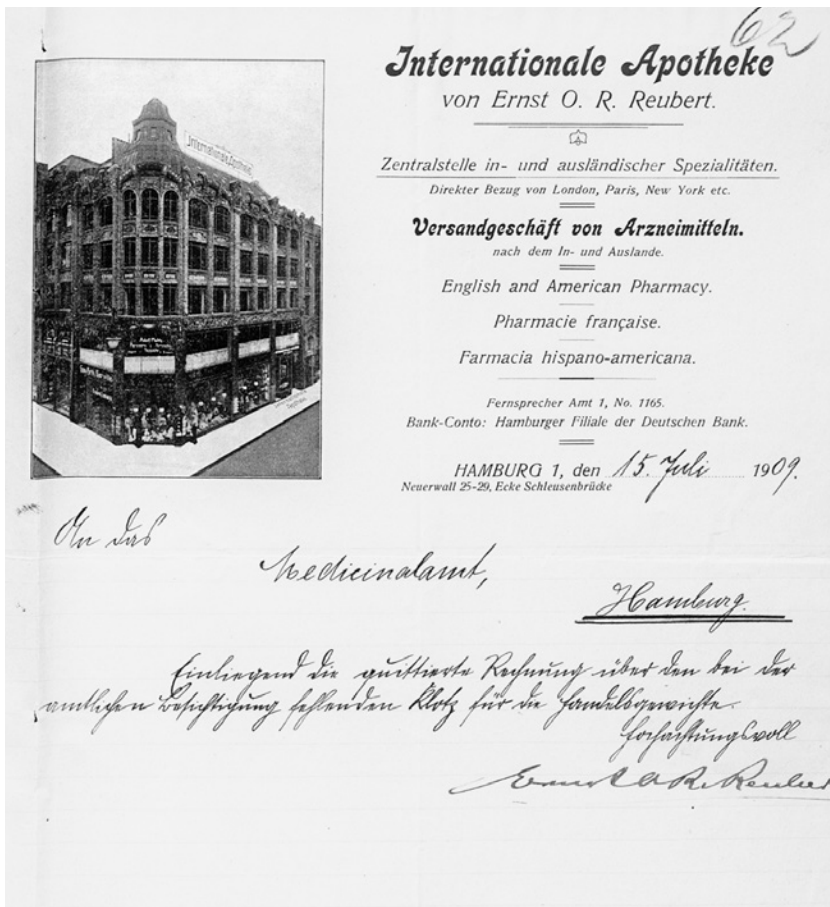 62
Internationale Apotheke
von Ernst O. R. Reubert.
Zentralstelle in- und ausländischer Spezialitäten.
Direkter Bezug von London, Paris, New York etc.
Versandgeschäft von Arzneimitteln.
nach dem In- und Auslande.
English and American Pharmacy.
Pharmacie française.
Farmacia hispano-americana.
Fernsprecher Amt 1, No. 1165.
Bank-Conto: Hamburger Filiale der Deutschen Bank.
HAMBURG 1, den 15. Juli 1909.
Neuerwall 25-29, Ecke Schleusenbrücke
Internationale Apotheke
An das
Medicinalamt,
Hamburg.
Einliegend die quittierte Rechnung über den bei der
amtlichen Besichtigung fehlenden Klotz für die Handelsgewichte.
Hochachtungsvoll
Ernst O. R. Reubert